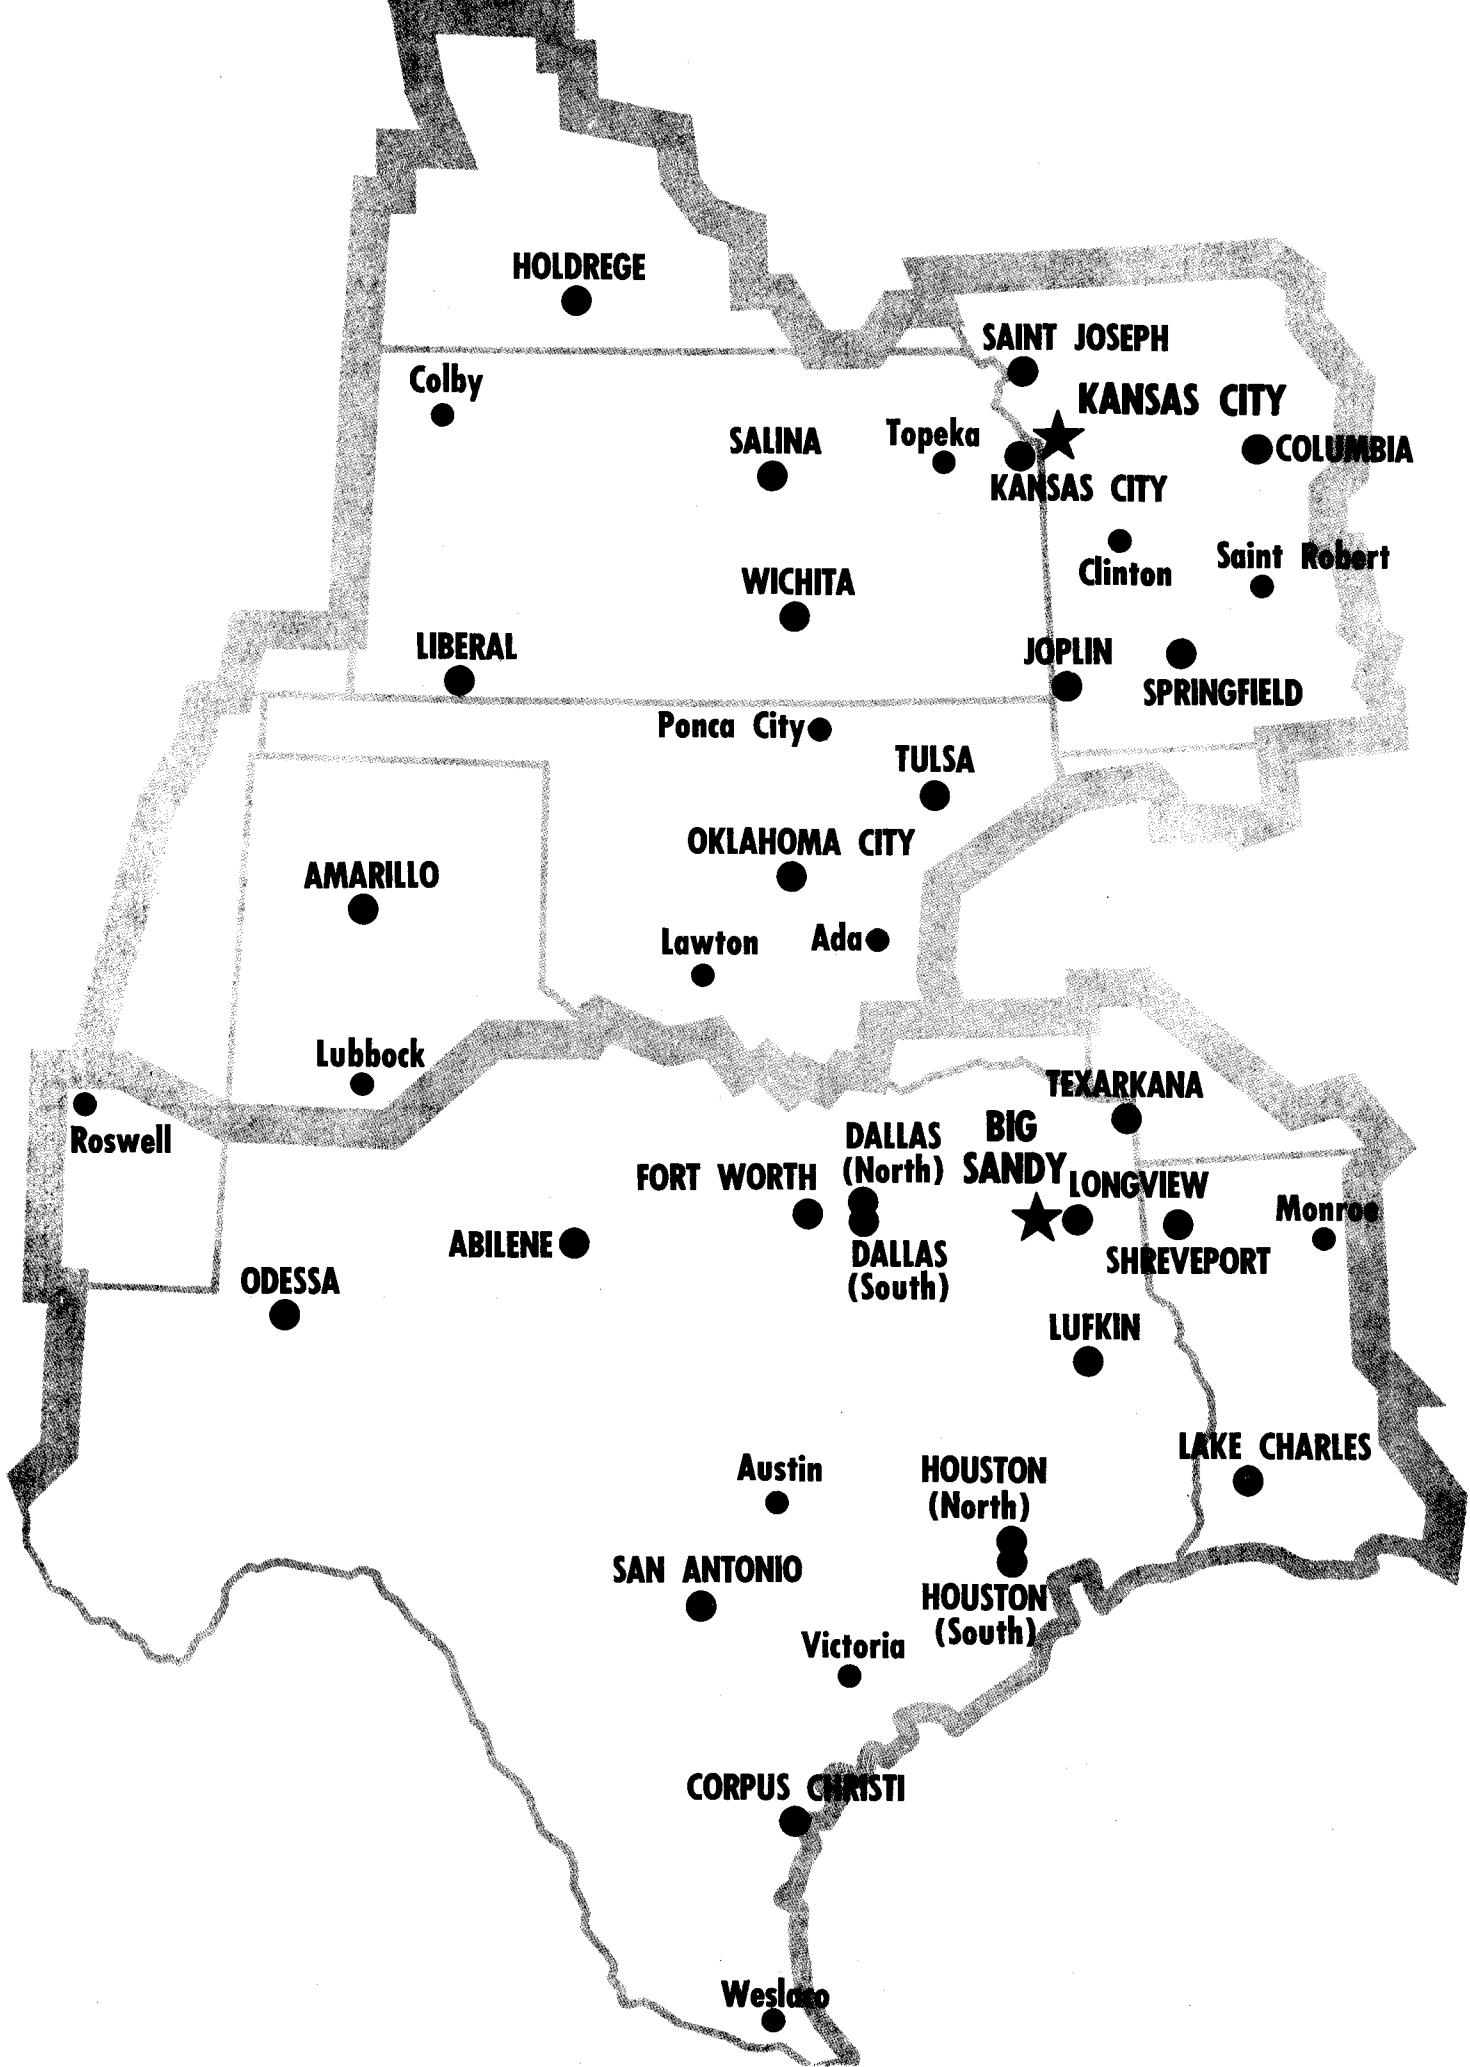 HOLDREGE
SAINT JOSEPH
Colby
KANSAS CITY
SALINA
Topeka
COLUMBIA
KANSAS CITY
Clinton
Saint Robert
WICHITA
LIBERAL
JOPLIN
SPRINGFIELD
Ponca City
TULSA
OKLAHOMA CITY
AMARILLO
Lawton
Ada
Lubbock
TEXARKANA
Roswell
DALLAS
(North)
BIG
SANDY
FORT WORTH
LONGVIEW
Monroe
ABILENE
DALLAS
(South)
SHREVEPORT
ODESSA
LUFKIN
LAKE CHARLES
Austin
HOUSTON
(North)
SAN ANTONIO
HOUSTON
(South)
Victoria
CORPUS CHRISTI
Weslaco